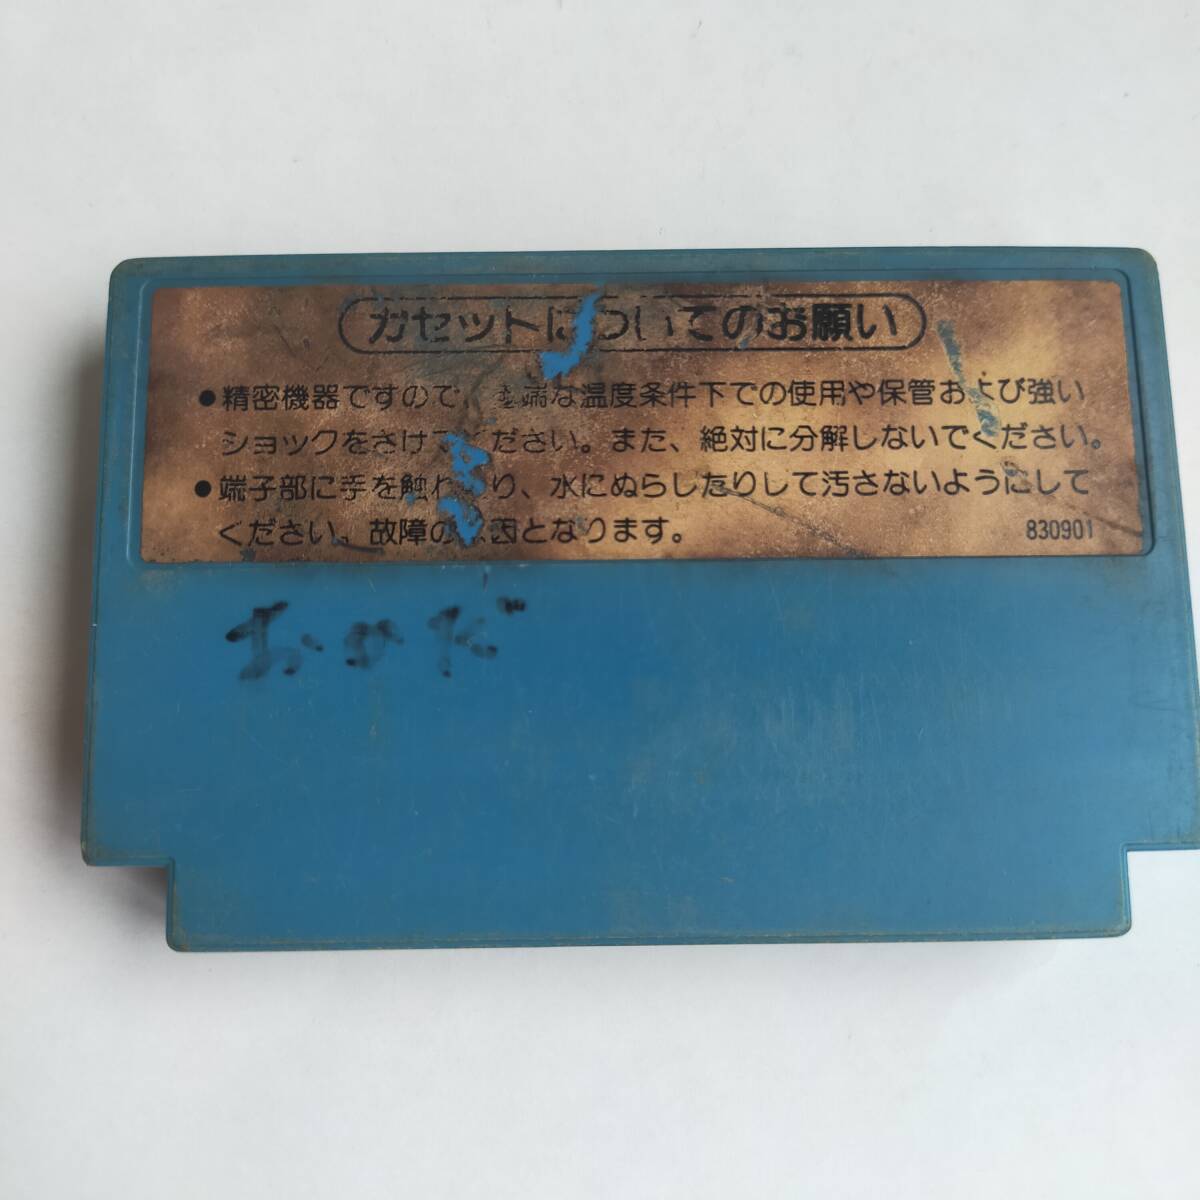 カセットについてのお願い
●精密機器ですので、極端な温度条件下での使用や保管および強い
ショックをさけてください。また、絶対に分解しないでください。
●端子部に手を触れたり、水にぬらしたりして汚さないようにして
ください。故障の原因となります。
830901
おかだ